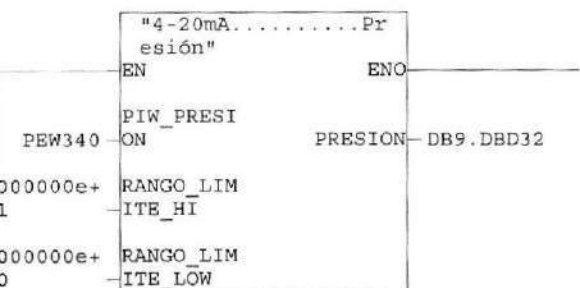 "4-20mA..........Pr
esión"
EN ENO
PIW_PRESI
PEW340 ON PRESION DB9.DBD32
000000e+ RANGO_LIM
1 ITE_HI
000000e+ RANGO_LIM
0 ITE_LOW